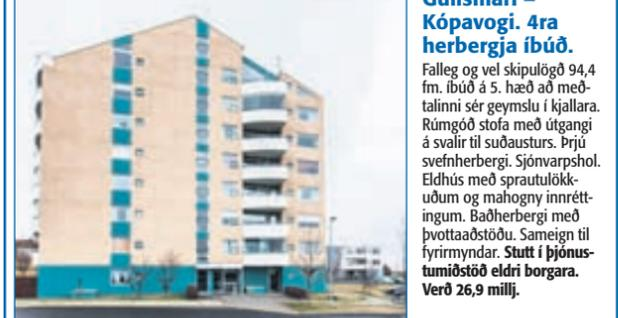 Kópavogi. 4ra
herbergja íbúð.
Falleg og vel skipulögð 94,4
fm. íbúð á 5. hæð að með-
talinni sér geymslu í kjallara.
Rúmgóð stofa með útgangi
á svalir til suðausturs. Þrjú
svefnherbergi. Sjónvarpshol.
Eldhús með sprautulökk-
uðum og mahogny innrétt-
ingum. Baðherbergi með
þvottaaðstöðu. Sameign til
fyrirmyndar. Stutt í þjónus-
tumiðstöð eldri borgara.
Verð 26,9 millj.